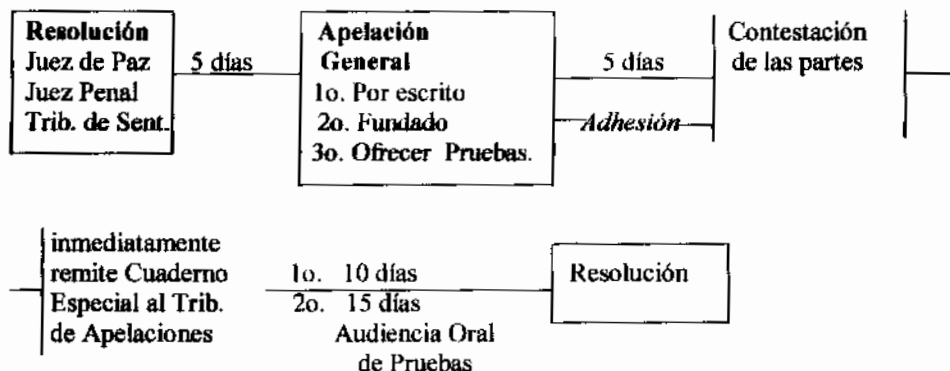 Resolución
Juez de Paz
Juez Penal
Trib. de Sent.
5 días
Apelación
General
1o. Por escrito
2o. Fundado
3o. Ofrecer Pruebas.
5 días
Adhesión
Contestación
de las partes
inmediatamente
remite Cuaderno
Especial al Trib.
de Apelaciones
1o. 10 días
2o. 15 días
Audiencia Oral
de Pruebas
Resolución